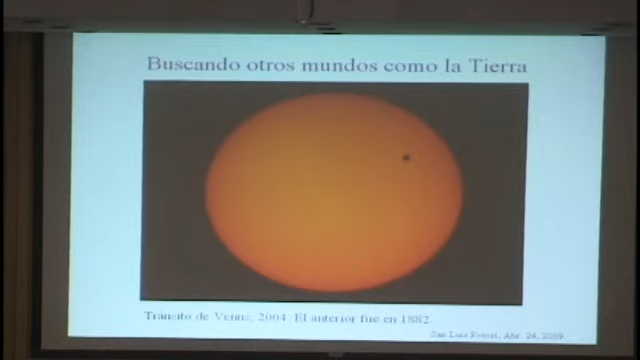 Buscando otros mundos como la Tierra
Tránsito de Venus, 2004. El anterior fue en 1882
San Luis Potosí, Abr. 24, 2009